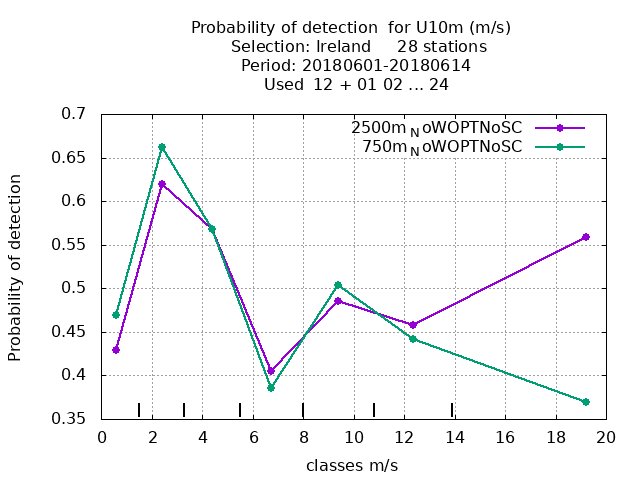 Probability of detection  for U10m (m/s)
Selection: Ireland     28 stations
Period: 20180601-20180614
Used  12 + 01 02 ... 24
Probability of detection
0.7
0.65
0.6
0.55
0.5
0.45
0.4
0.35
2500m_NoWOPTNoSC
750m_NoWOPTNoSC
0 2 4 6 8 10 12 14 16 18 20
classes m/s